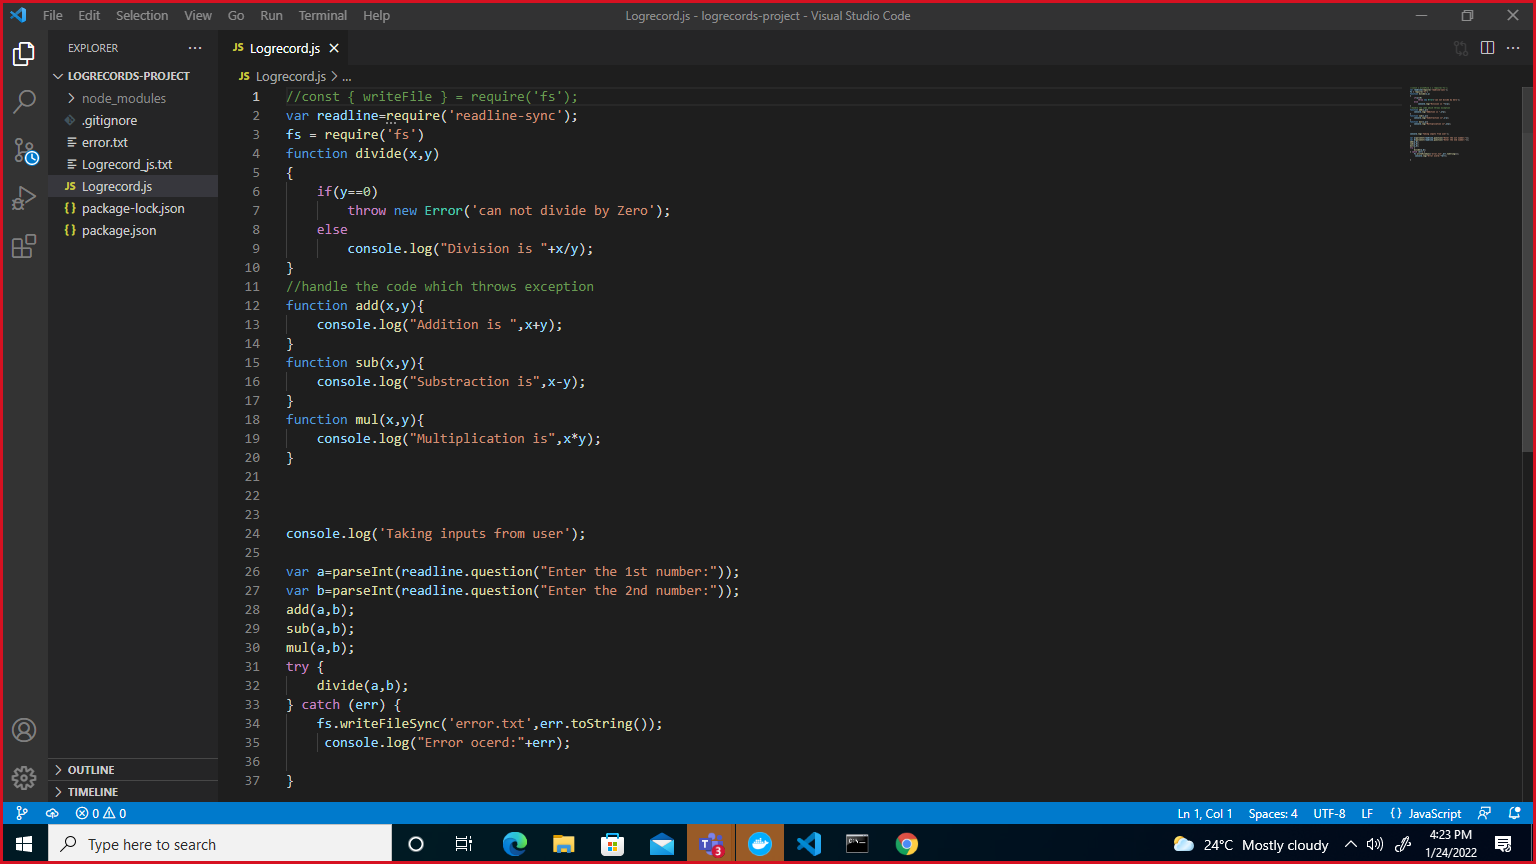 File Edit Selection View Go Run Terminal Help
Logrecord.js - logrecords-project - Visual Studio Code
EXPLORER
LOGRECORDS-PROJECT
node_modules
.gitignore
error.txt
Logrecord_js.txt
JS Logrecord.js
{} package-lock.json
{} package.json
OUTLINE
TIMELINE
JS Logrecord.js
JS Logrecord.js > ...
1 //const { writeFile } = require('fs');
2 var readline=require('readline-sync');
3 fs = require('fs')
4 function divide(x,y)
5 {
6 if(y==0)
7 throw new Error('can not divide by Zero');
8 else
9 console.log("Division is "+x/y);
10 }
11 //handle the code which throws exception
12 function add(x,y){
13 console.log("Addition is ",x+y);
14 }
15 function sub(x,y){
16 console.log("Substraction is",x-y);
17 }
18 function mul(x,y){
19 console.log("Multiplication is",x*y);
20 }
21
22
23
24 console.log('Taking inputs from user');
25
26 var a=parseInt(readline.question("Enter the 1st number:"));
27 var b=parseInt(readline.question("Enter the 2nd number:"));
28 add(a,b);
29 sub(a,b);
30 mul(a,b);
31 try {
32 divide(a,b);
33 } catch (err) {
34 fs.writeFileSync('error.txt',err.toString());
35 console.log("Error ocerd:"+err);
36
37 }
0 0
Ln 1, Col 1 Spaces: 4 UTF-8 LF {} JavaScript
Type here to search
3
24°C Mostly cloudy
4:23 PM
1/24/2022